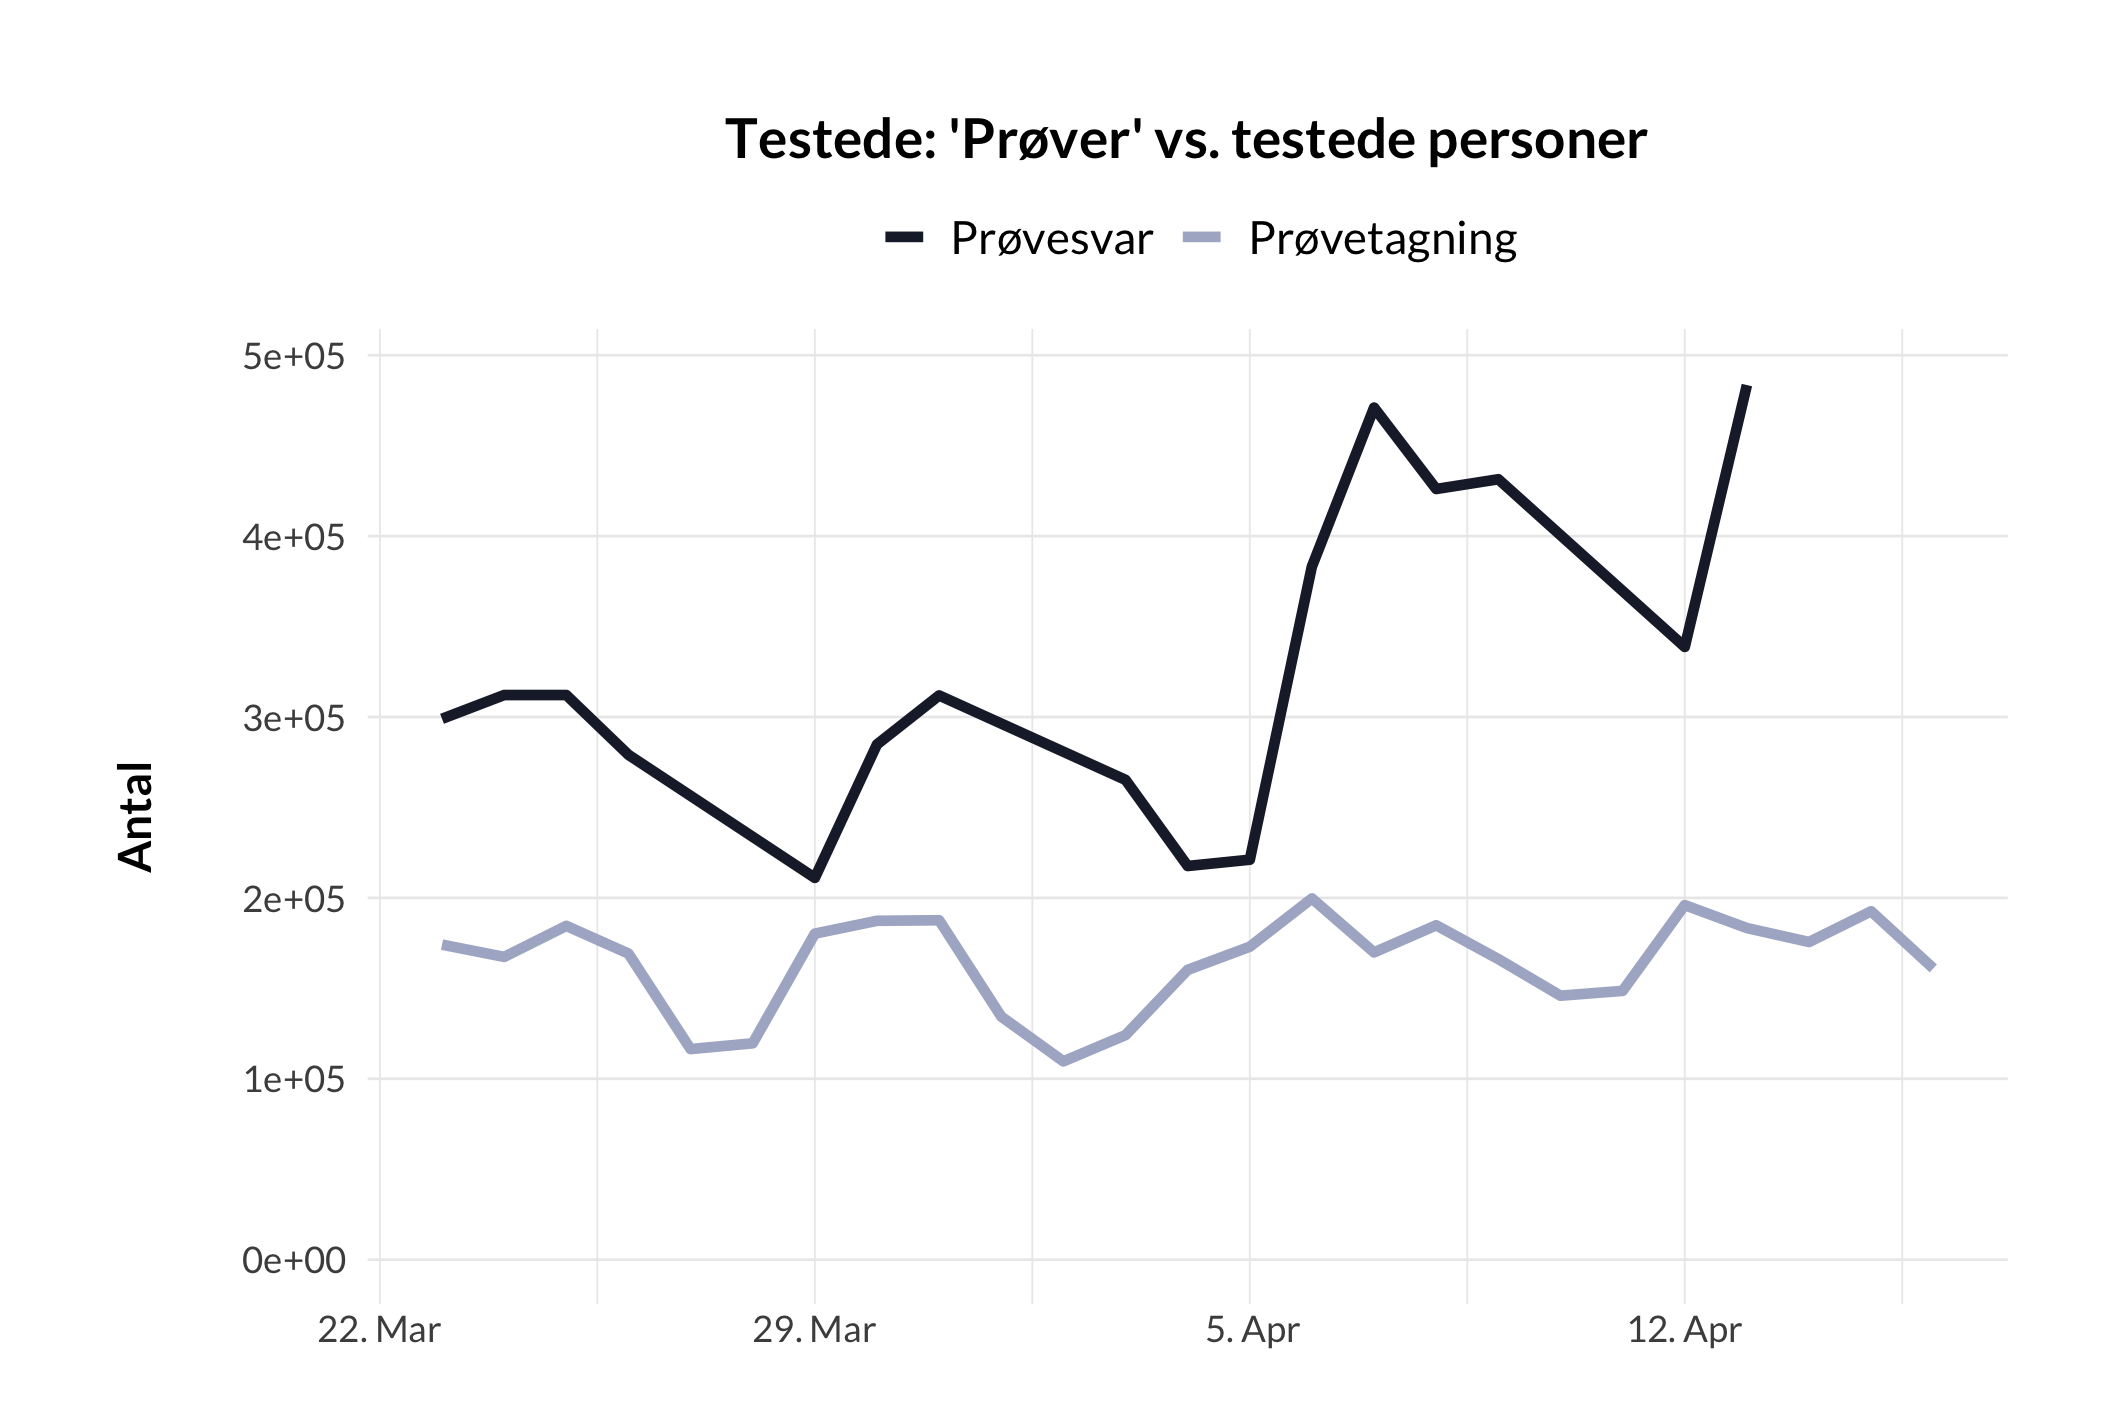 Testede: 'Prøver' vs. testede personer
Prøvesvar Prøvetagning
Antal
5e+05
4e+05
3e+05
2e+05
1e+05
0e+00
22. Mar 29. Mar 5. Apr 12. Apr